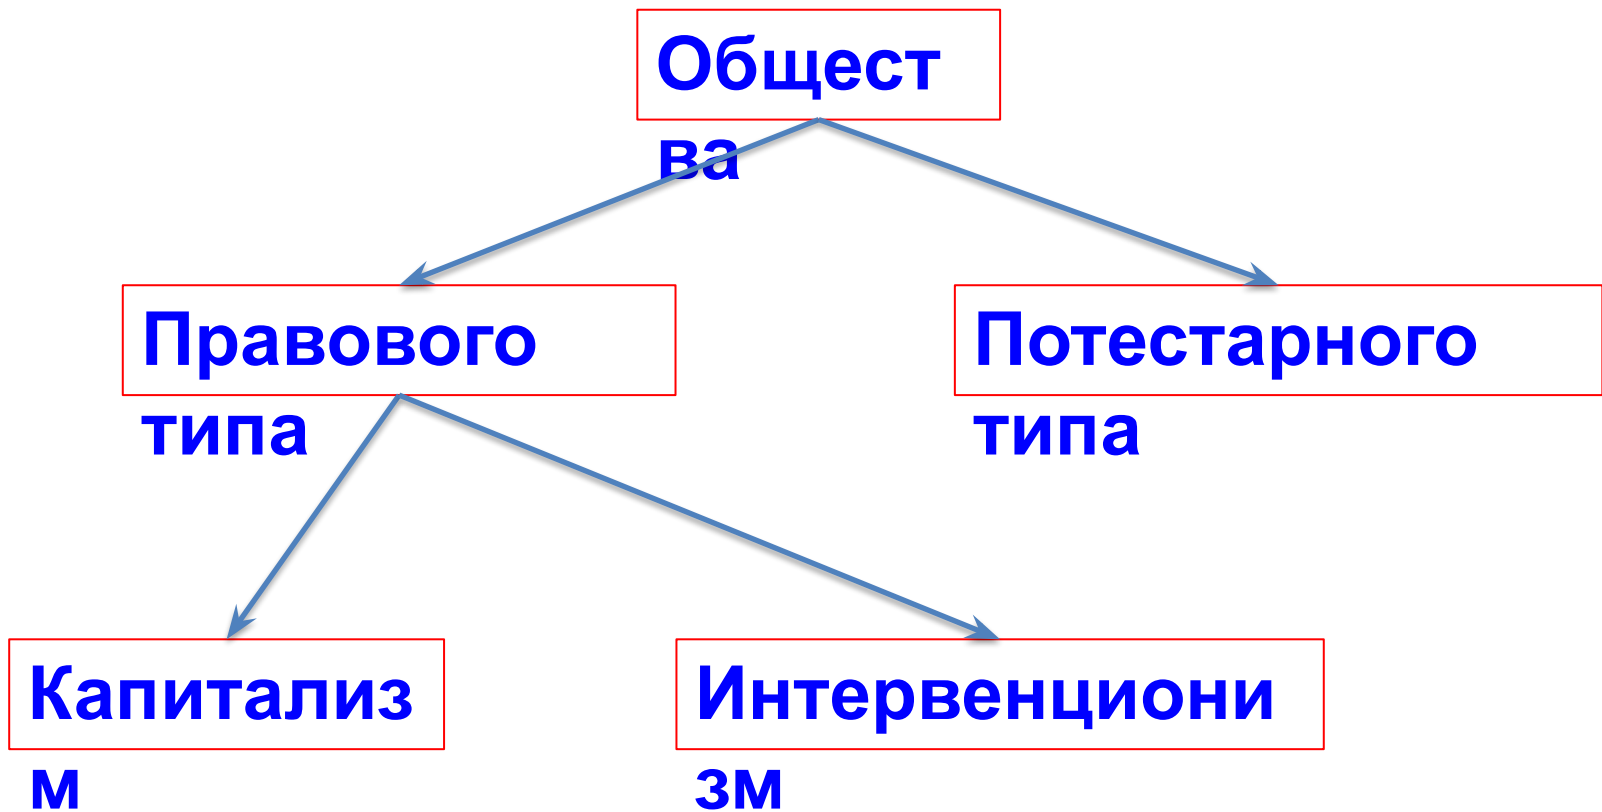 Общест
ва
Правового
типа
Потестарного
типа
Капитализ
м
Интервенциони
зм